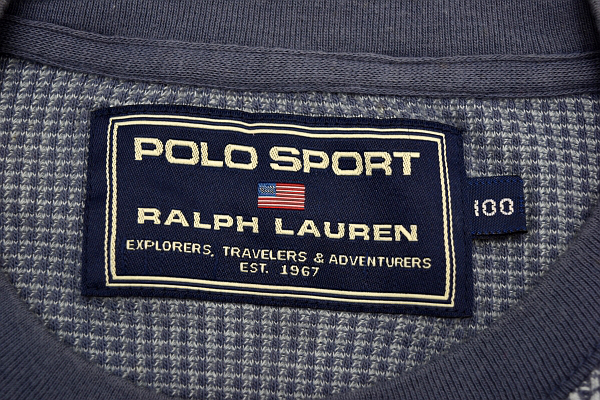 POLO SPORT
RALPH LAUREN
EXPLORERS, TRAVELERS & ADVENTURERS
EST. 1967
100